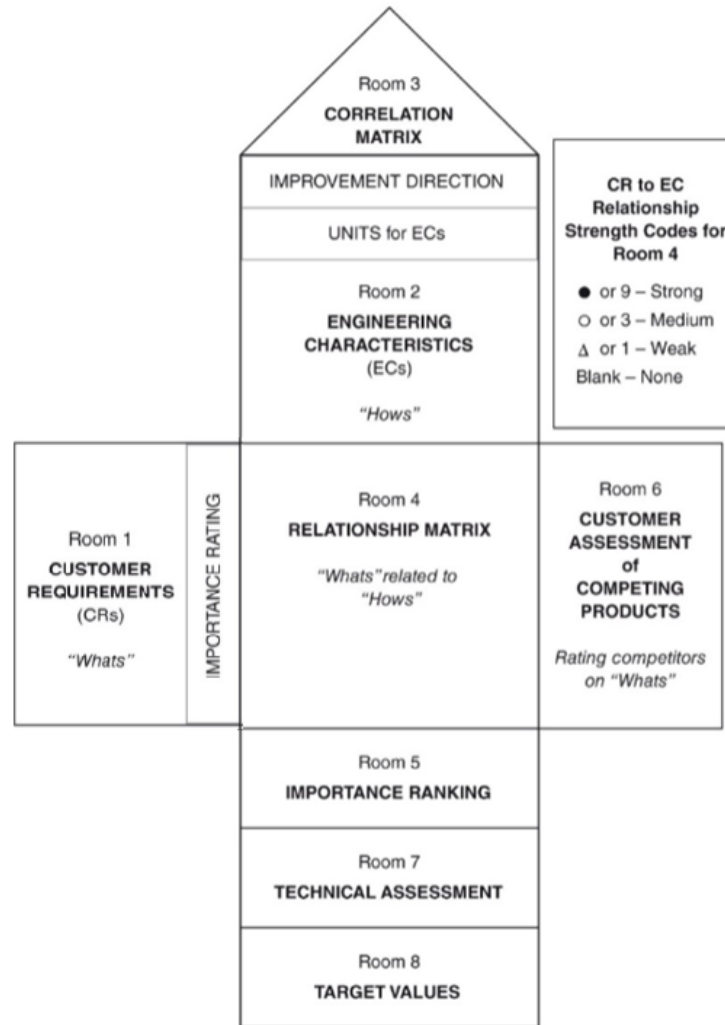 Room 3
CORRELATION
MATRIX
IMPROVEMENT DIRECTION
UNITS for ECs
Room 2
ENGINEERING
CHARACTERISTICS
(ECs)
"Hows"
CR to EC
Relationship
Strength Codes for
Room 4
● or 9 – Strong
○ or 3 – Medium
Δ or 1 – Weak
Blank – None
Room 1
CUSTOMER
REQUIREMENTS
(CRs)
"Whats"
IMPORTANCE RATING
Room 4
RELATIONSHIP MATRIX
"Whats"related to
"Hows"
Room 6
CUSTOMER
ASSESSMENT
of
COMPETING
PRODUCTS
Rating competitors
on "Whats"
Room 5
IMPORTANCE RANKING
Room 7
TECHNICAL ASSESSMENT
Room 8
TARGET VALUES